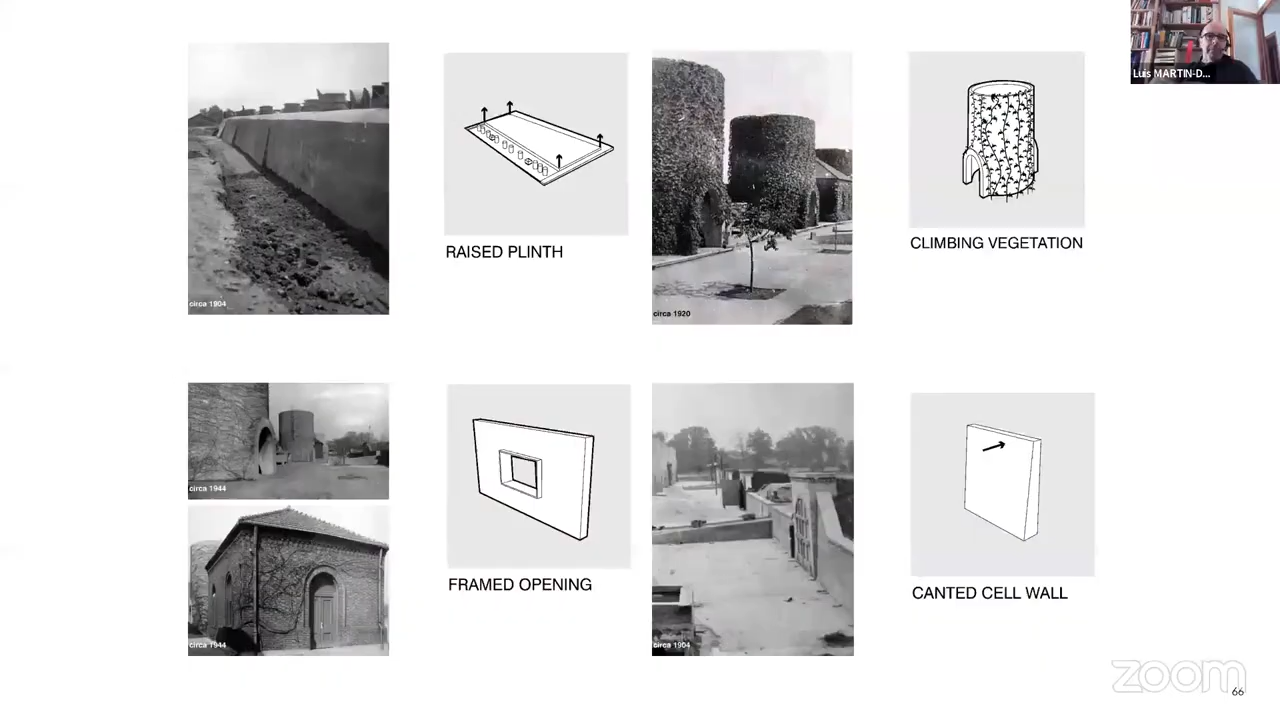 Luis MARTIN-D...
circa 1904
RAISED PLINTH
circa 1920
CLIMBING VEGETATION
circa 1944
circa 1944
FRAMED OPENING
circa 1904
CANTED CELL WALL
zoom
66